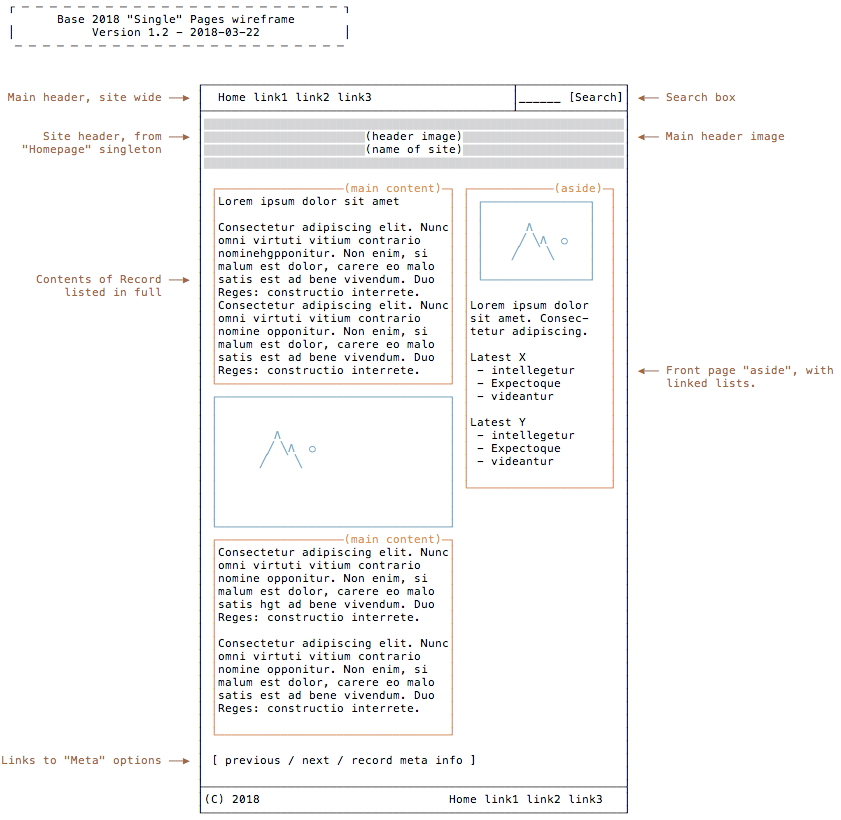 Base 2018 "Single" Pages wireframe
Version 1.2 - 2018-03-22
Main header, site wide
Home link1 link2 link3
______ [Search]
Search box
Site header, from
"Homepage" singleton
(header image)
(name of site)
Main header image
(main content)
Lorem ipsum dolor sit amet
Consectetur adipiscing elit. Nunc
omni virtuti vitium contrario
nominehgpponitur. Non enim, si
malum est dolor, carere eo malo
satis est ad bene vivendum. Duo
Reges: constructio interrete.
Consectetur adipiscing elit. Nunc
omni virtuti vitium contrario
nomine opponitur. Non enim, si
malum est dolor, carere eo malo
satis est ad bene vivendum. Duo
Reges: constructio interrete.
Contents of Record
listed in full
(aside)
Lorem ipsum dolor
sit amet. Consec-
tetur adipiscing.
Latest X
- intellegetur
- Expectoque
- videantur
Latest Y
- intellegetur
- Expectoque
- videantur
Front page "aside", with
linked lists.
(main content)
Consectetur adipiscing elit. Nunc
omni virtuti vitium contrario
nomine opponitur. Non enim, si
malum est dolor, carere eo malo
satis hgt ad bene vivendum. Duo
Reges: constructio interrete.
Consectetur adipiscing elit. Nunc
omni virtuti vitium contrario
nomine opponitur. Non enim, si
malum est dolor, carere eo malo
satis est ad bene vivendum. Duo
Reges: constructio interrete.
Links to "Meta" options
[ previous / next / record meta info ]
(C) 2018
Home link1 link2 link3